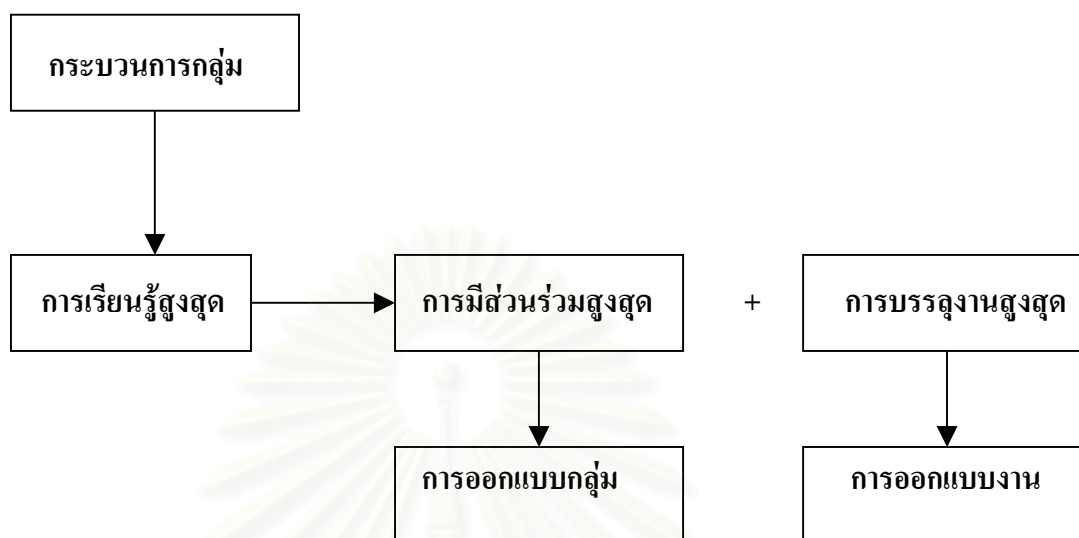 กระบวนการกลุ่ม
การเรียนรู้สูงสุด การมีส่วนร่วมสูงสุด + การบรรลุงานสูงสุด
การออกแบบกลุ่ม การออกแบบงาน